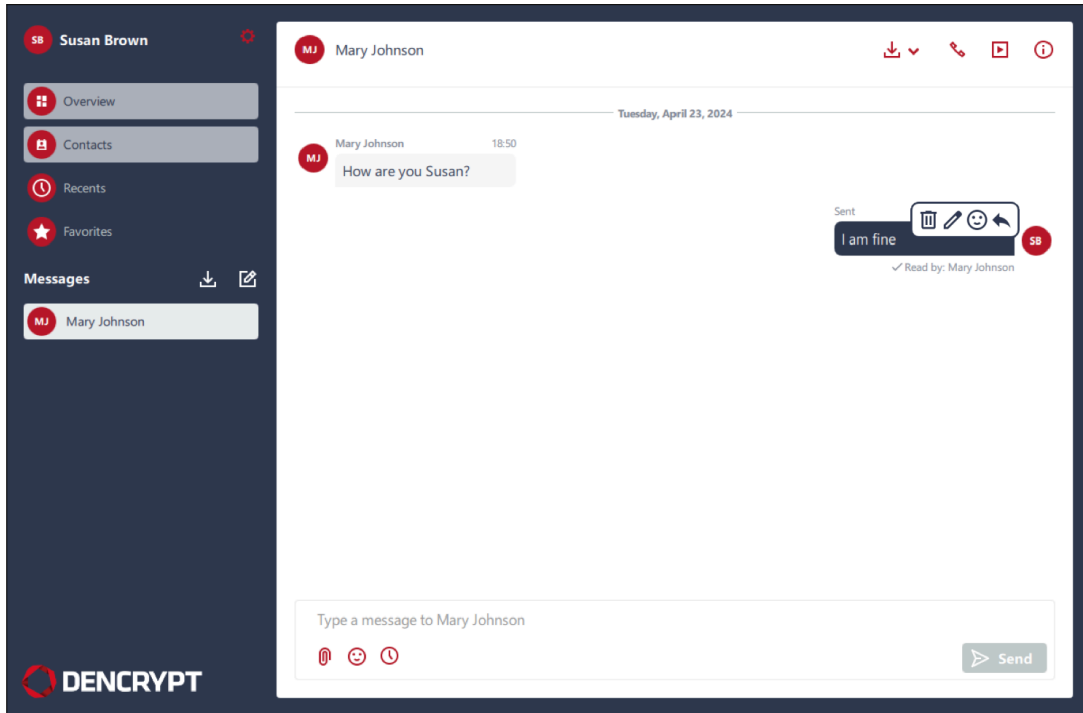 SB Susan Brown
Overview
Contacts
Recents
Favorites
Messages
MJ Mary Johnson
DENCRYPT
MJ Mary Johnson
Tuesday, April 23, 2024
Mary Johnson 18:50
MJ
How are you Susan?
Sent
I am fine
SB
Read by: Mary Johnson
Type a message to Mary Johnson
Send